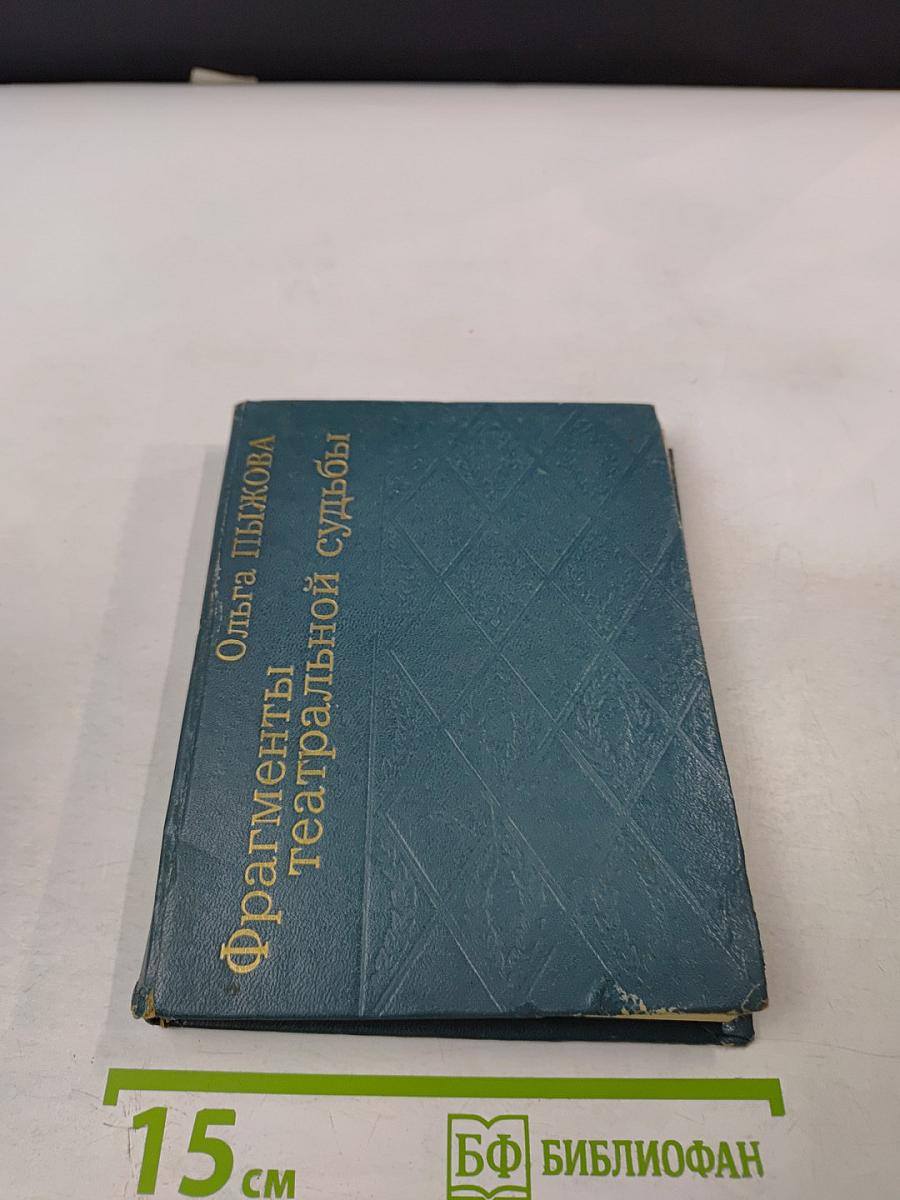 Ольга ПЫЖОВА
Фрагменты
театральной судьбы
15 см
БФ БИБЛИОФАН